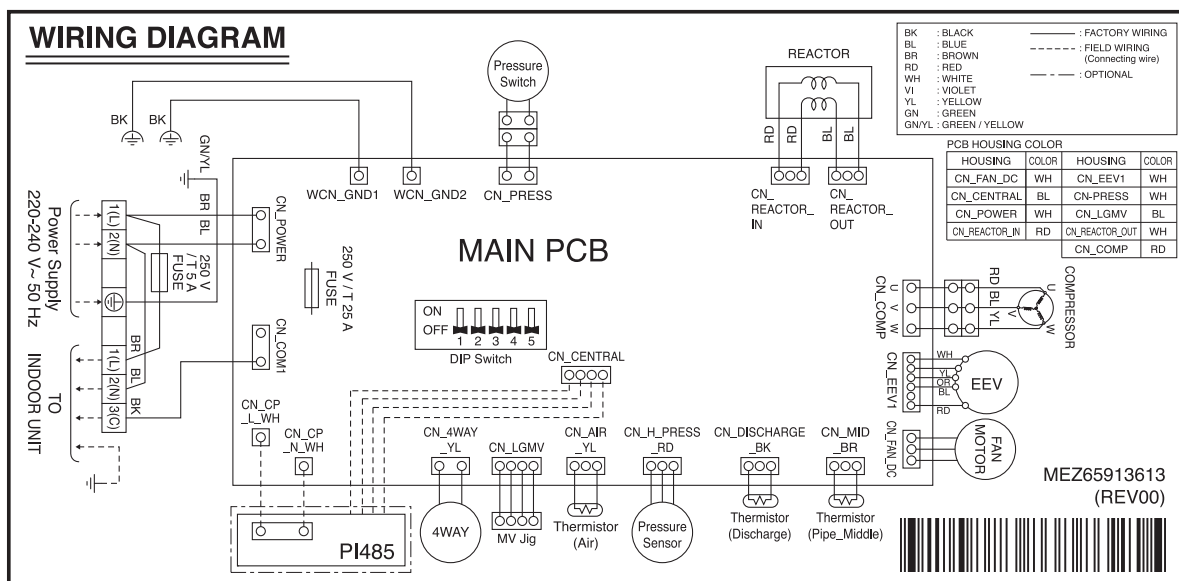 WIRING DIAGRAM
BK : BLACK
BL : BLUE
BR : BROWN
RD : RED
WH : WHITE
VI : VIOLET
YL : YELLOW
GN : GREEN
GN/YL : GREEN / YELLOW
: FACTORY WIRING
: FIELD WIRING
(Connecting wire)
: OPTIONAL
PCB HOUSING COLOR
HOUSING COLOR HOUSING COLOR
CN_FAN_DC WH CN_EEV1 WH
CN_CENTRAL BL CN-PRESS WH
CN_POWER WH CN_LGMV BL
CN_REACTOR_IN RD CN_REACTOR_OUT WH
CN_COMP RD
Pressure
Switch
REACTOR
RD RD BL BL
BK BK
GN/YL
WCN_GND1 WCN_GND2 CN_PRESS
CN_
REACTOR_
IN
CN_
REACTOR_
OUT
Power Supply
220-240 V~ 50 Hz
1(L) 2(N)
BR BL
250 V
/ T 5 A
FUSE
CN_POWER
250 V / T 25 A
FUSE
MAIN PCB
ON
OFF
1 2 3 4 5
DIP Switch
CN_CENTRAL
CN_COMP
U V W
RD BL YL
U
V
W
COMPRESSOR
CN_EEV1
WH
YL
OR
BL
RD
EEV
CN_FAN_DC
FAN
MOTOR
TO
INDOOR UNIT
1(L) 2(N) 3(C)
BR
BL
BK
CN_COM1
CN_CP
_L_WH
CN_CP
_N_WH
PI485
CN_4WAY
_YL
4WAY
CN_LGMV
MV Jig
CN_AIR
_YL
Thermistor
(Air)
CN_H_PRESS
_RD
Pressure
Sensor
CN_DISCHARGE
_BK
Thermistor
(Discharge)
CN_MID
_BR
Thermistor
(Pipe_Middle)
MEZ65913613
(REV00)